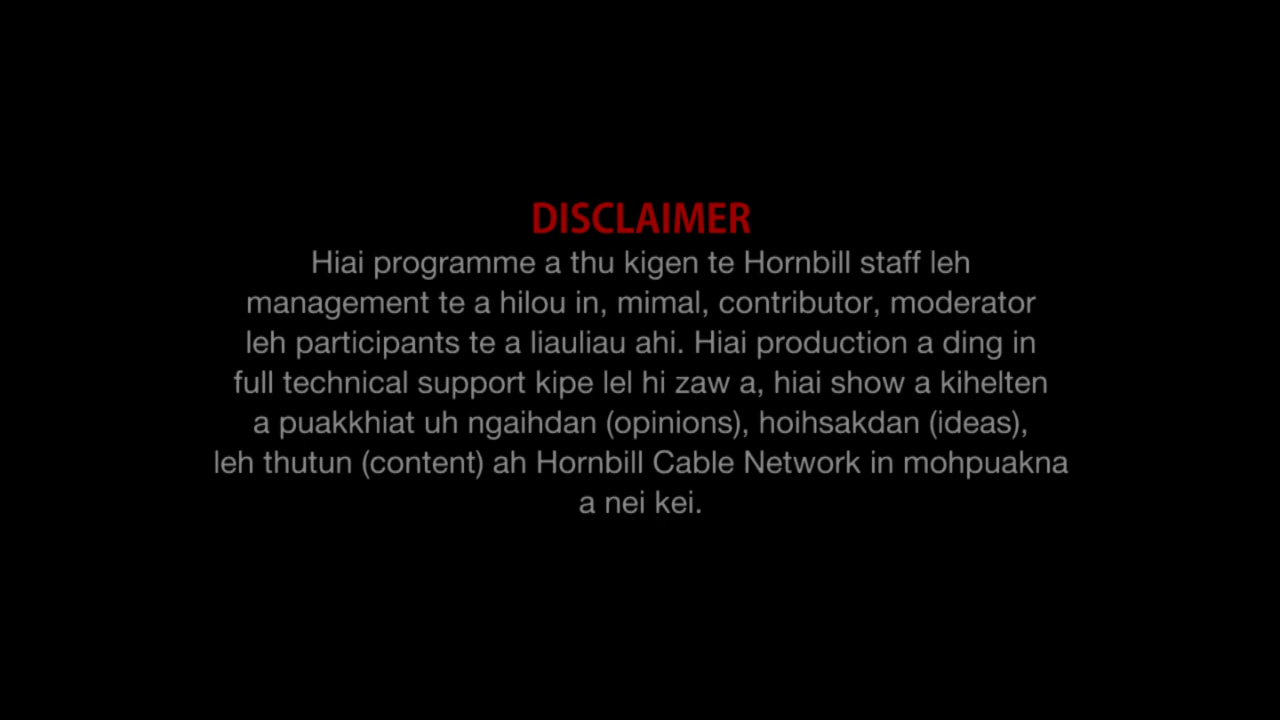 DISCLAIMER
Hiai programme a thu kigen te Hornbill staff leh
management te a hilou in, mimal, contributor, moderator
leh participants te a liauliau ahi. Hiai production a ding in
full technical support kipe lel hi zaw a, hiai show a kihelten
a puakkhiat uh ngaihdan (opinions), hoihsakdan (ideas),
leh thutun (content) ah Hornbill Cable Network in mohpuakna
a nei kei.